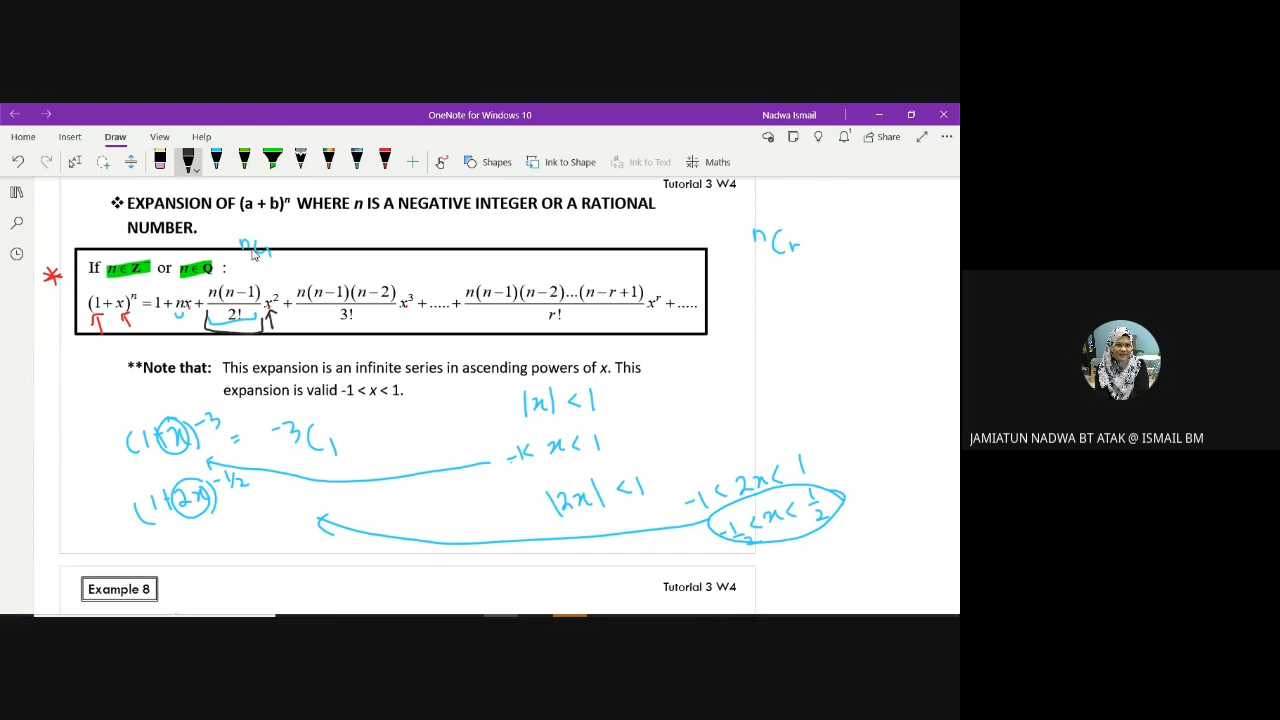 OneNote for Windows 10
Nadwa Ismail
Home Insert Draw View Help
Share
Shapes Ink to Shape Ink to Text Maths
Tutorial 3 W4
❖ EXPANSION OF (a + b)ⁿ WHERE n IS A NEGATIVE INTEGER OR A RATIONAL
NUMBER.
nCr
nCr
If n ∈ Z⁻ or n ∈ Q :
(1 + x)ⁿ = 1 + nx + n(n−1)/2! x² + n(n−1)(n−2)/3! x³ + ..... + n(n−1)(n−2)...(n−r+1)/r! xʳ + .....
**Note that: This expansion is an infinite series in ascending powers of x. This
expansion is valid -1 < x < 1.
|x| < 1
(1+x)⁻³ = ⁻³C₁
-1< x < 1
(1+2x)^-1/2
|2x| < 1
-1 < 2x < 1
-1/2 < x < 1/2
JAMIATUN NADWA BT ATAK @ ISMAIL BM
Example 8
Tutorial 3 W4